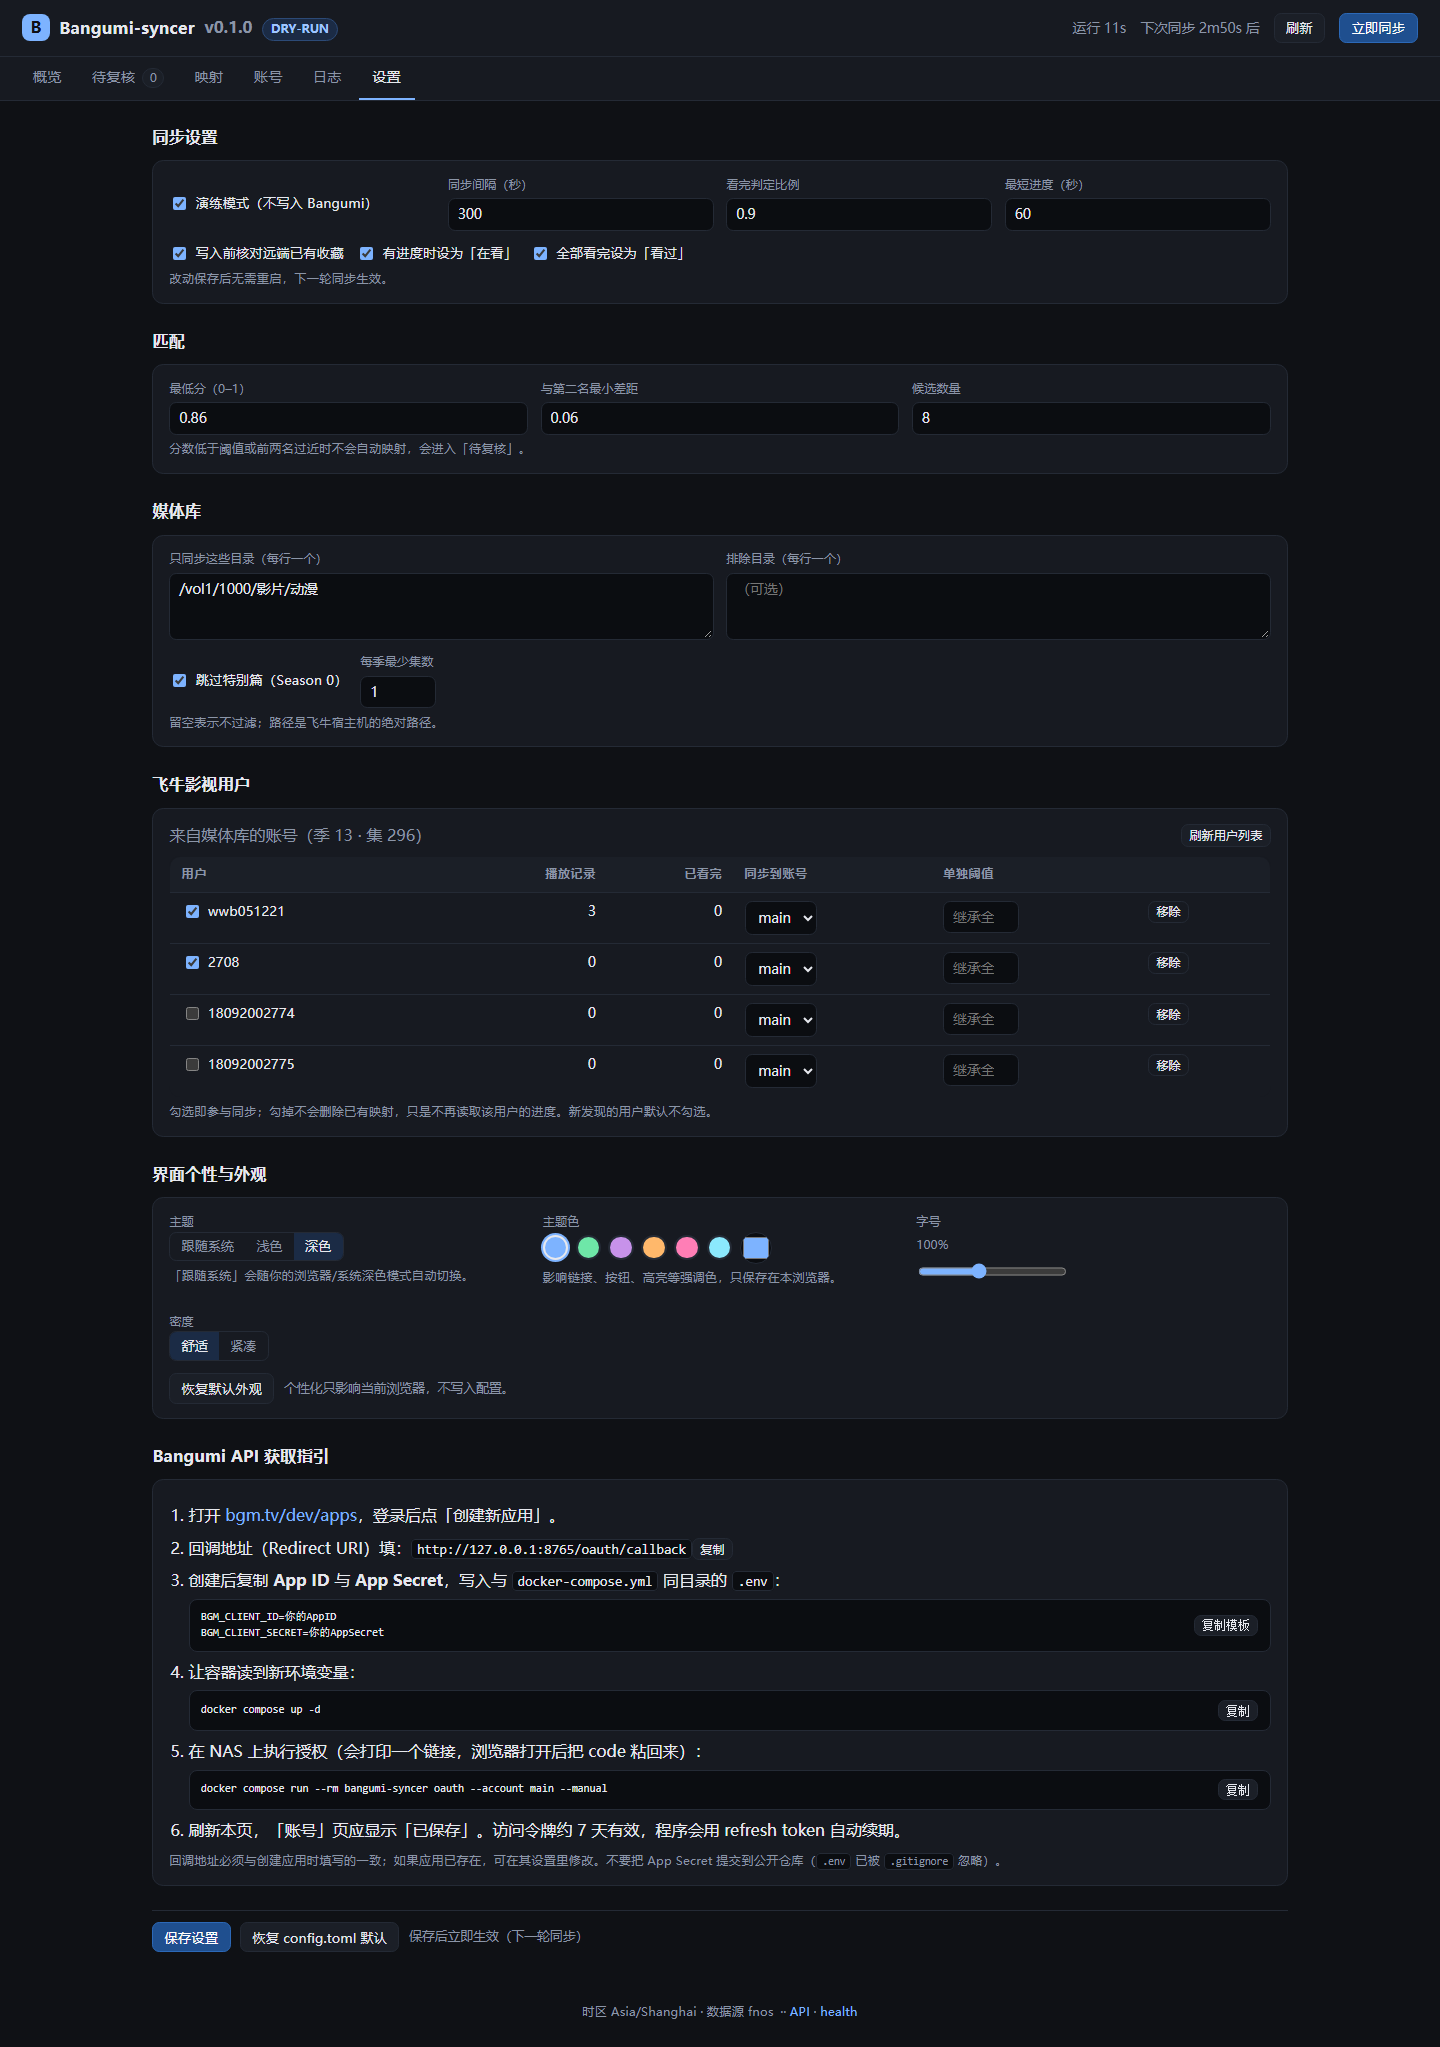 B Bangumi-syncer v0.1.0 DRY-RUN 运行 11s 下次同步 2m50s 后 刷新 立即同步
概览 待复核 0 映射 账号 日志 设置
同步设置
演练模式（不写入 Bangumi） 同步间隔（秒） 看完判定比例 最短进度（秒）
300 0.9 60
写入前核对远端已有收藏 有进度时设为「在看」 全部看完设为「看过」
改动保存后无需重启，下一轮同步生效。
匹配
最低分（0–1） 与第二名最小差距 候选数量
0.86 0.06 8
分数低于阈值或前两名过近时不会自动映射，会进入「待复核」。
媒体库
只同步这些目录（每行一个） 排除目录（每行一个）
/vol1/1000/影片/动漫 （可选）
跳过特别篇（Season 0） 每季最少集数
1
留空表示不过滤；路径是飞牛宿主机的绝对路径。
飞牛影视用户
来自媒体库的账号（季 13 · 集 296） 刷新用户列表
用户 播放记录 已看完 同步到账号 单独阈值
wwb051221 3 0 main 继承全 移除
2708 0 0 main 继承全 移除
18092002774 0 0 main 继承全 移除
18092002775 0 0 main 继承全 移除
勾选即参与同步；勾掉不会删除已有映射，只是不再读取该用户的进度。新发现的用户默认不勾选。
界面个性与外观
主题 主题色 字号
跟随系统 浅色 深色 100%
「跟随系统」会随你的浏览器/系统深色模式自动切换。 影响链接、按钮、高亮等强调色，只保存在本浏览器。
密度
舒适 紧凑
恢复默认外观 个性化只影响当前浏览器，不写入配置。
Bangumi API 获取指引
1. 打开 bgm.tv/dev/apps，登录后点「创建新应用」。
2. 回调地址（Redirect URI）填： http://127.0.0.1:8765/oauth/callback 复制
3. 创建后复制 App ID 与 App Secret，写入与 docker-compose.yml 同目录的 .env：
BGM_CLIENT_ID=你的AppID
BGM_CLIENT_SECRET=你的AppSecret 复制模板
4. 让容器读到新环境变量：
docker compose up -d 复制
5. 在 NAS 上执行授权（会打印一个链接，浏览器打开后把 code 粘回来）：
docker compose run --rm bangumi-syncer oauth --account main --manual 复制
6. 刷新本页，「账号」页应显示「已保存」。访问令牌约 7 天有效，程序会用 refresh token 自动续期。
回调地址必须与创建应用时填写的一致；如果应用已存在，可在其设置里修改。不要把 App Secret 提交到公开仓库（.env 已被 .gitignore 忽略）。
保存设置 恢复 config.toml 默认 保存后立即生效（下一轮同步）
时区 Asia/Shanghai · 数据源 fnos ·· API · health